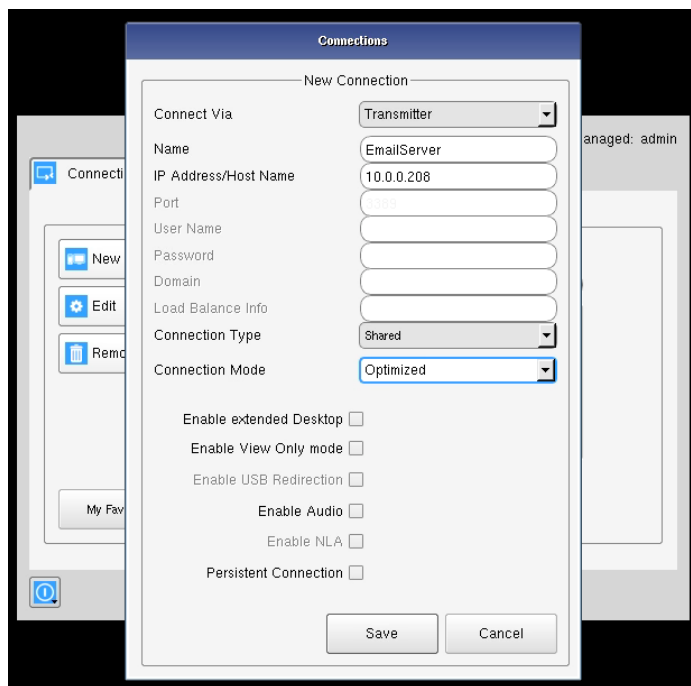 Connections
New Connection
Connect Via Transmitter
anaged: admin
Name EmailServer
Connecti
IP Address/Host Name 10.0.0.208
Port 3389
User Name
New
Password
Domain
Edit
Load Balance Info
Connection Type Shared
Remo
Connection Mode Optimized
Enable extended Desktop
Enable View Only mode
Enable USB Redirection
My Fav
Enable Audio
Enable NLA
Persistent Connection
Save Cancel